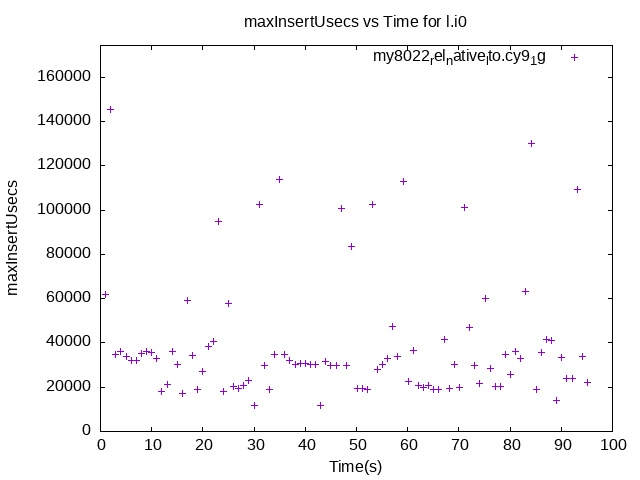 maxInsertUsecs vs Time for l.i0
my8022relnativelto.cy91g
160000
140000
120000
100000
80000
60000
40000
20000
0
maxInsertUsecs
0 10 20 30 40 50 60 70 80 90 100
Time(s)